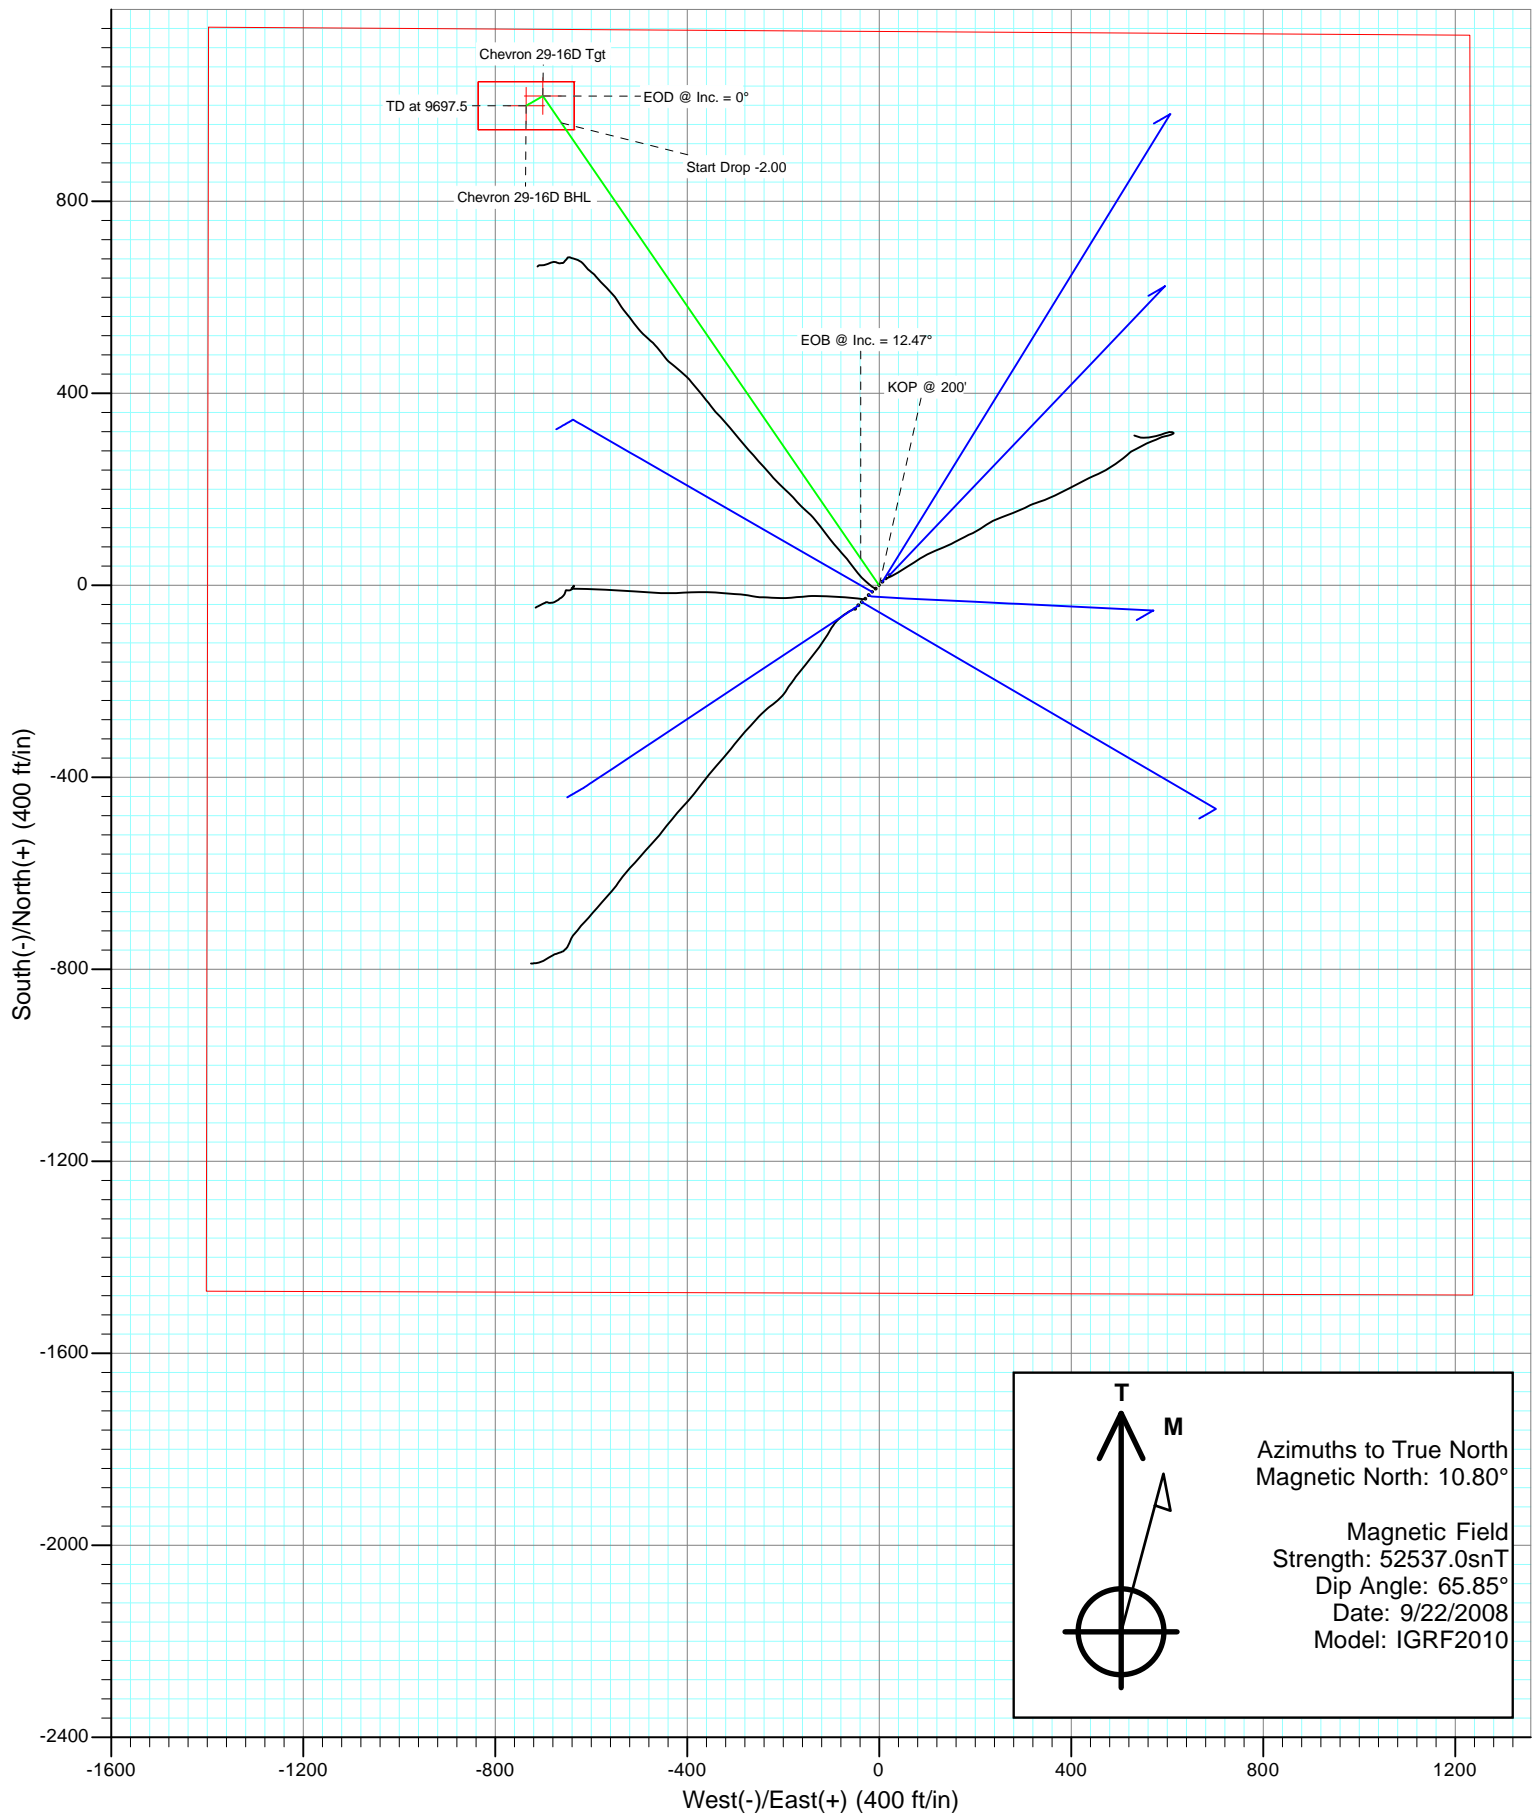 Chevron 29-16D Tgt
EOD @ Inc. = 0°
TD at 9697.5
Start Drop -2.00
Chevron 29-16D BHL
EOB @ Inc. = 12.47°
KOP @ 200'
800
400
0
-400
-800
-1200
-1600
-2000
-2400
South(-)/North(+) (400 ft/in)
-1600
-1200
-800
-400
0
400
800
1200
West(-)/East(+) (400 ft/in)
T
M
Azimuths to True North
Magnetic North: 10.80°
Magnetic Field
Strength: 52537.0snT
Dip Angle: 65.85°
Date: 9/22/2008
Model: IGRF2010